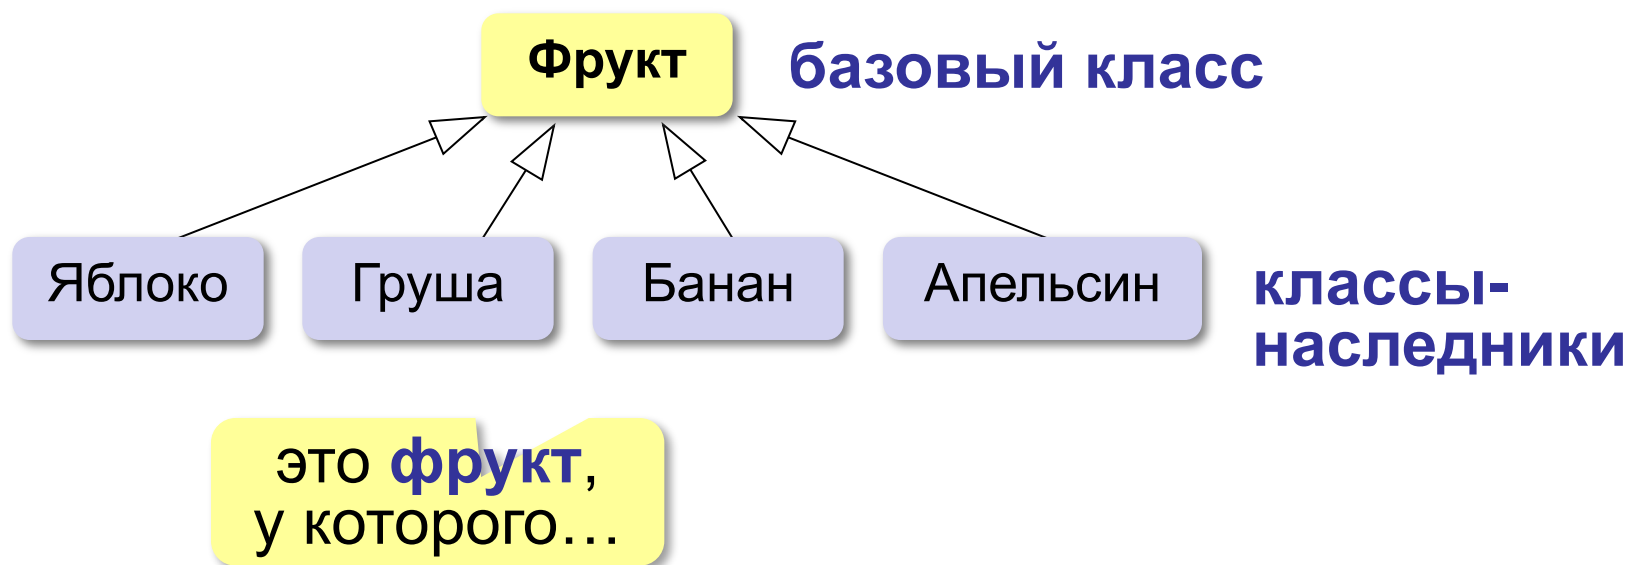 Фрукт
базовый класс
Яблоко
Груша
Банан
Апельсин
классы-
наследники
это фрукт,
у которого…